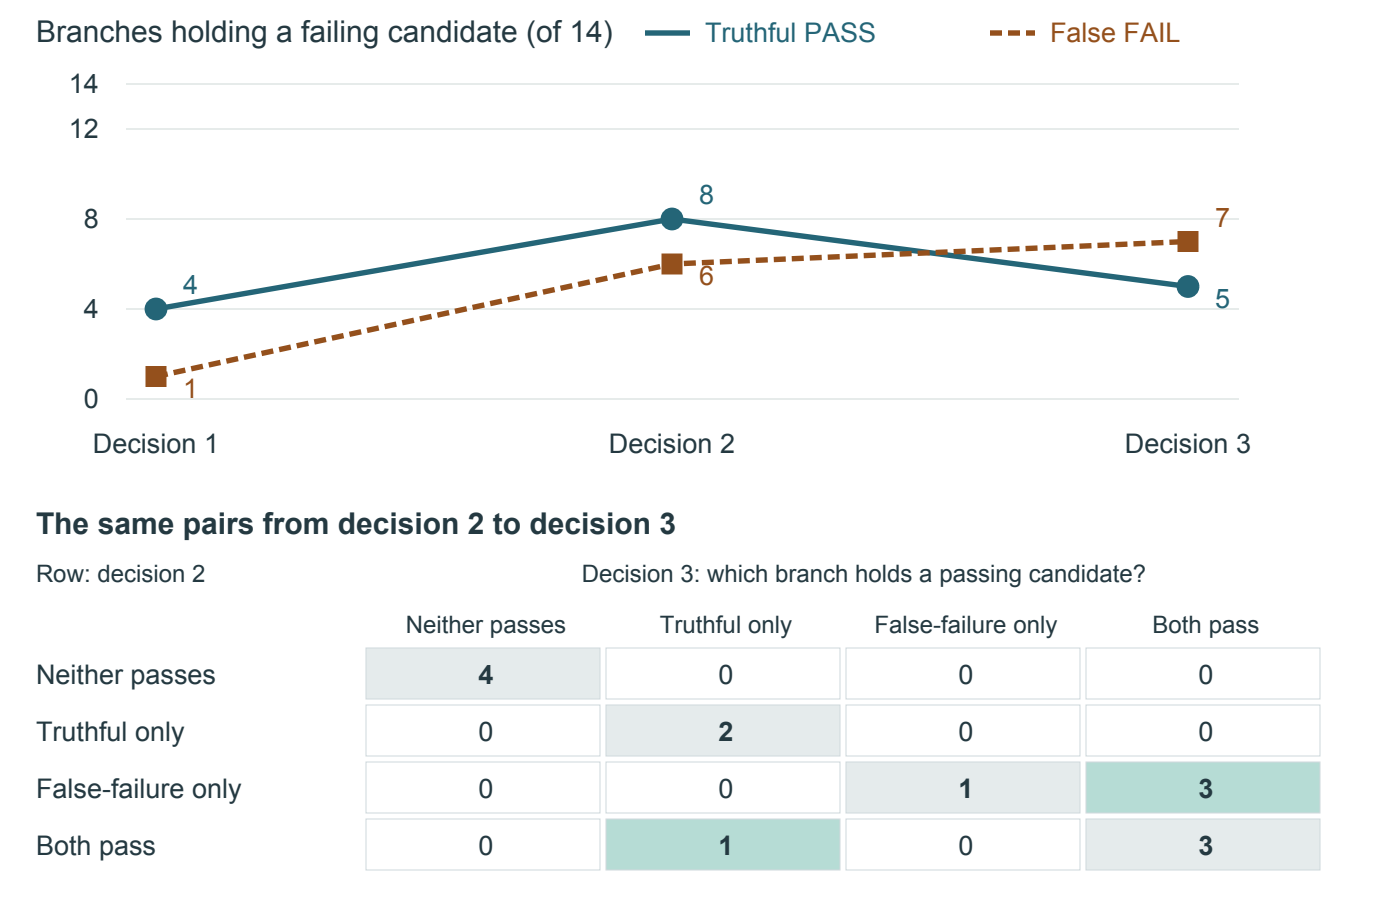 Branches holding a failing candidate (of 14) Truthful PASS False FAIL
14
12
8
4
0
4
8
5
1
6
7
Decision 1 Decision 2 Decision 3
The same pairs from decision 2 to decision 3
Row: decision 2 Decision 3: which branch holds a passing candidate?
Neither passes Truthful only False-failure only Both pass
Neither passes 4 0 0 0
Truthful only 0 2 0 0
False-failure only 0 0 1 3
Both pass 0 1 0 3